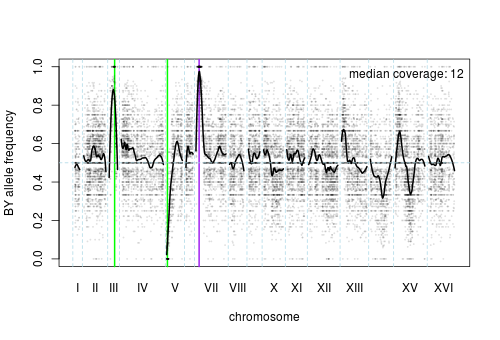 median coverage: 12
BY allele frequency
1.0
0.8
0.6
0.4
0.2
0.0
I II III IV V VII VIII X XI XII XIII XV XVI
chromosome